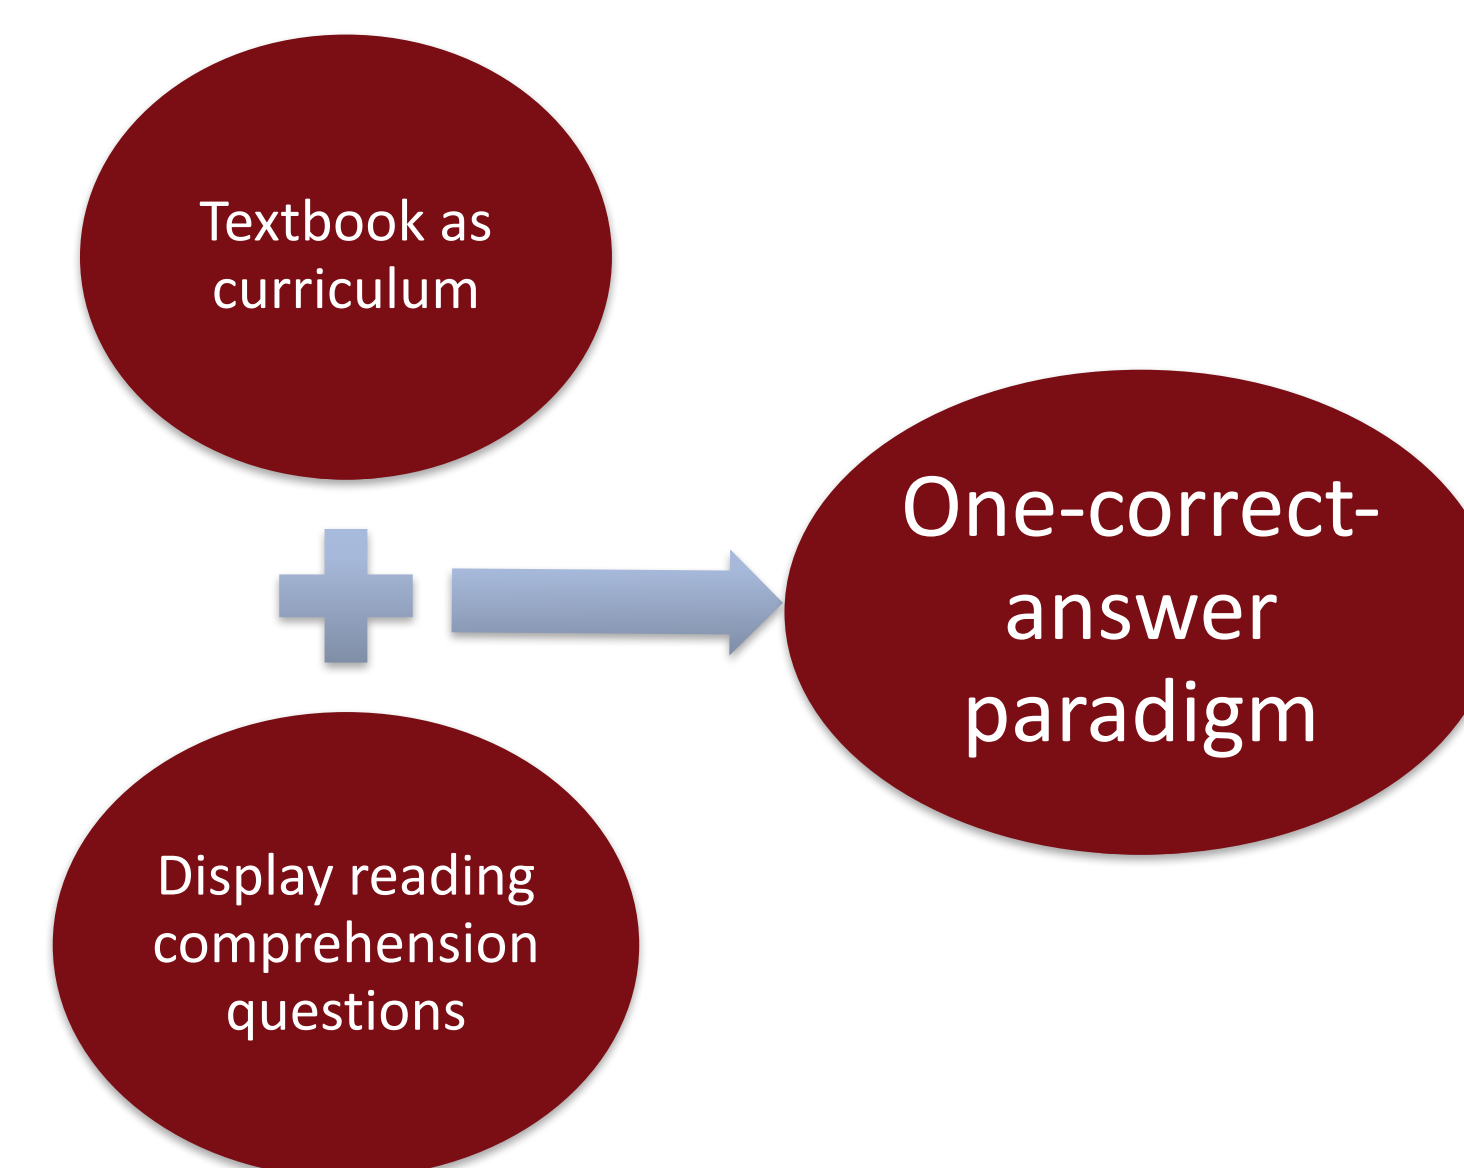 Textbook as
curriculum
Display reading
comprehension
questions
One-correct-
answer
paradigm